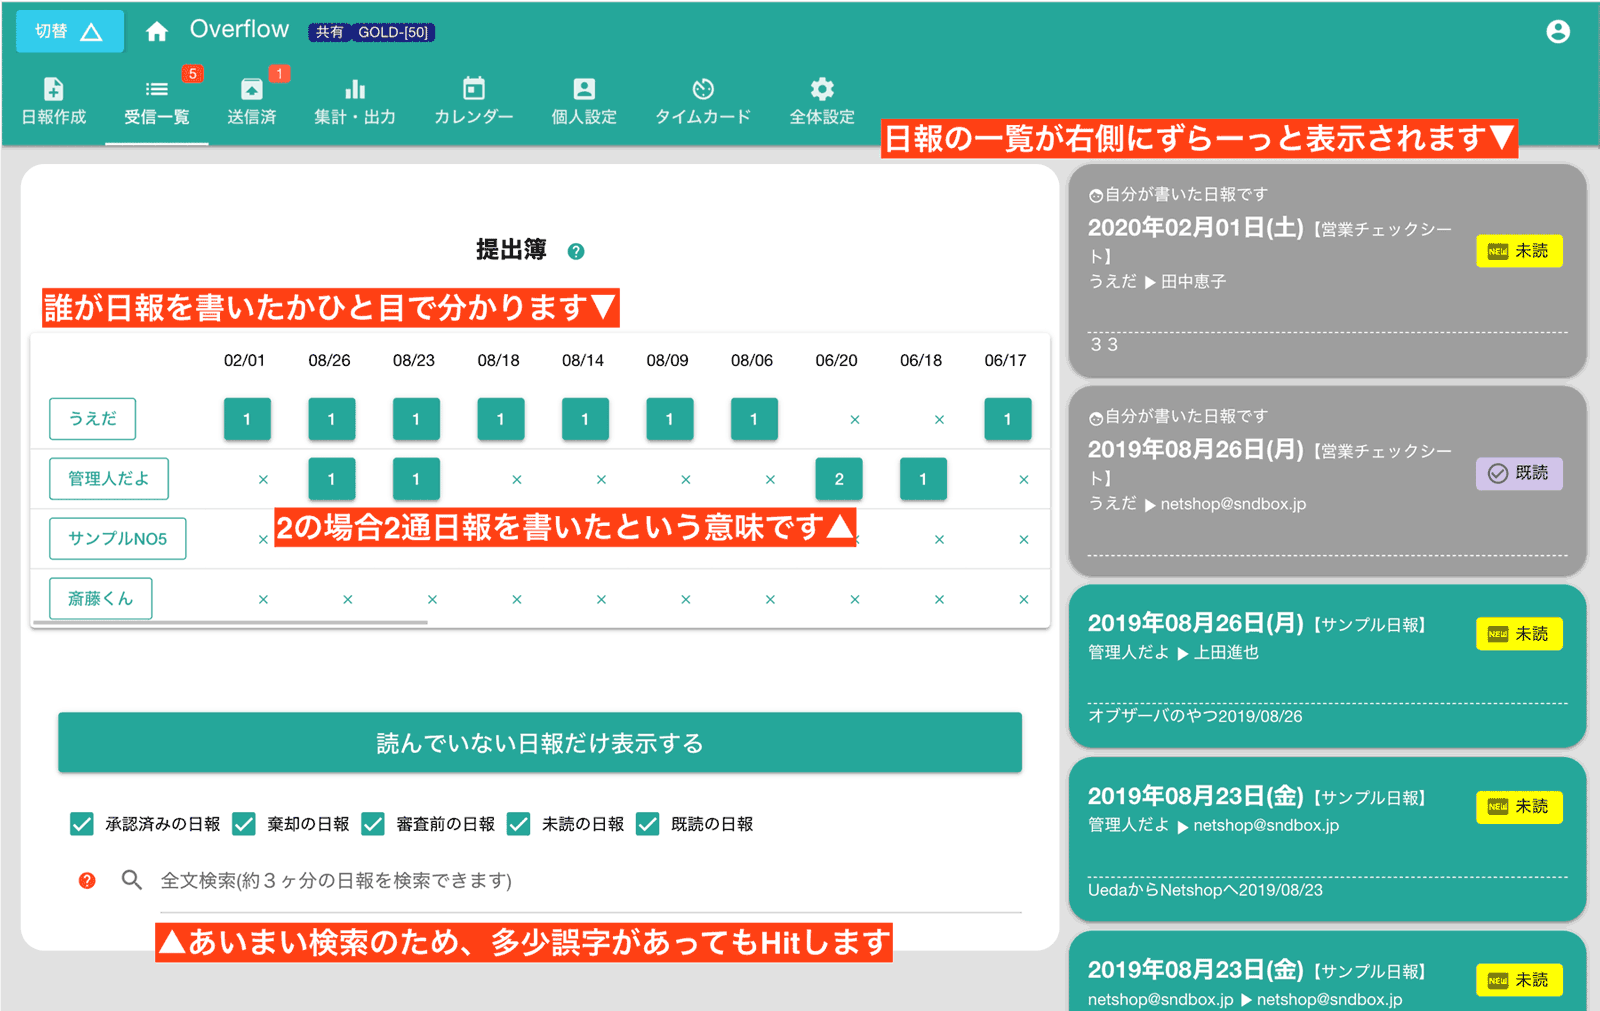 切替 △
Overflow 共有 GOLD-[50]
5
1
日報作成 受信一覧 送信済 集計・出力 カレンダー 個人設定 タイムカード 全体設定
日報の一覧が右側にずらーっと表示されます▼
提出簿 ?
誰が日報を書いたかひと目で分かります▼
02/01 08/26 08/23 08/18 08/14 08/09 08/06 06/20 06/18 06/17
うえだ 1 1 1 1 1 1 1 × × 1
管理人だよ × 1 1 × × × × 2 1 ×
2の場合2通日報を書いたという意味です▲
サンプルNO5 × × × ×
斎藤くん × × × × × × × × × ×
読んでいない日報だけ表示する
承認済みの日報 棄却の日報 審査前の日報 未読の日報 既読の日報
? 全文検索(約3ヶ分の日報を検索できます)
▲あいまい検索のため、多少誤字があってもHitします
自分が書いた日報です
2020年02月01日(土)【営業チェックシー
ト】
NEW 未読
うえだ ▶ 田中恵子
３３
自分が書いた日報です
2019年08月26日(月)【営業チェックシー
ト】
既読
うえだ ▶ netshop@sndbox.jp
2019年08月26日(月)【サンプル日報】
NEW 未読
管理人だよ ▶ 上田進也
オブザーバのやつ2019/08/26
2019年08月23日(金)【サンプル日報】
NEW 未読
管理人だよ ▶ netshop@sndbox.jp
UedaからNetshopへ2019/08/23
2019年08月23日(金)【サンプル日報】
NEW 未読
netshop@sndbox.jp ▶ netshop@sndbox.jp